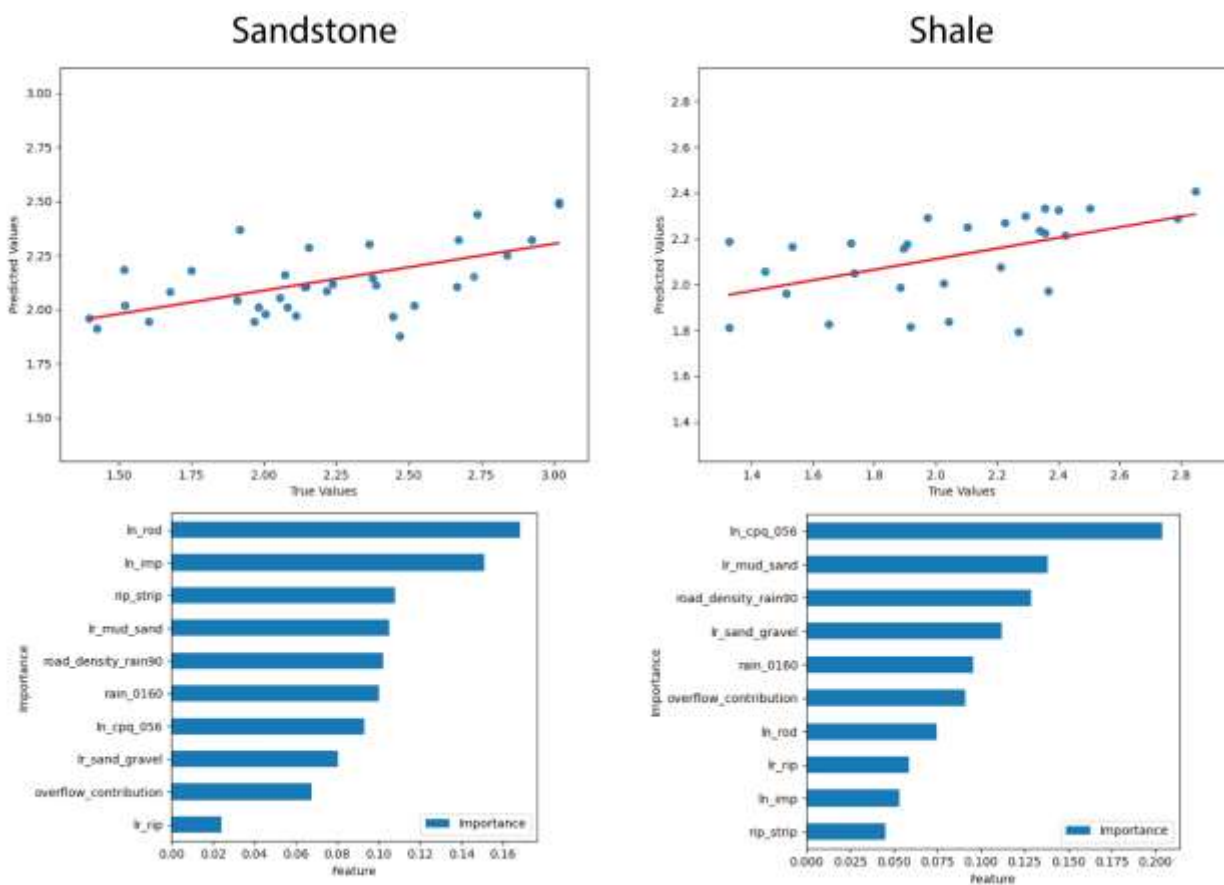 Sandstone
3.00
2.75
2.50
2.25
2.00
1.75
1.50
Predicted Values
1.50 1.75 2.00 2.25 2.50 2.75 3.00
True Values
ln_rod
ln_imp
rip_strip
lr_mud_sand
road_density_rain90
rain_0160
ln_cpq_056
lr_sand_gravel
overflow_contribution
lr_rip
Importance
Importance
0.00 0.02 0.04 0.06 0.08 0.10 0.12 0.14 0.16
Feature
Shale
2.8
2.6
2.4
2.2
2.0
1.8
1.6
1.4
Predicted Values
1.4 1.6 1.8 2.0 2.2 2.4 2.6 2.8
True Values
ln_cpq_056
lr_mud_sand
road_density_rain90
lr_sand_gravel
rain_0160
overflow_contribution
ln_rod
lr_rip
ln_imp
rip_strip
Importance
Importance
0.000 0.025 0.050 0.075 0.100 0.125 0.150 0.175 0.200
Feature